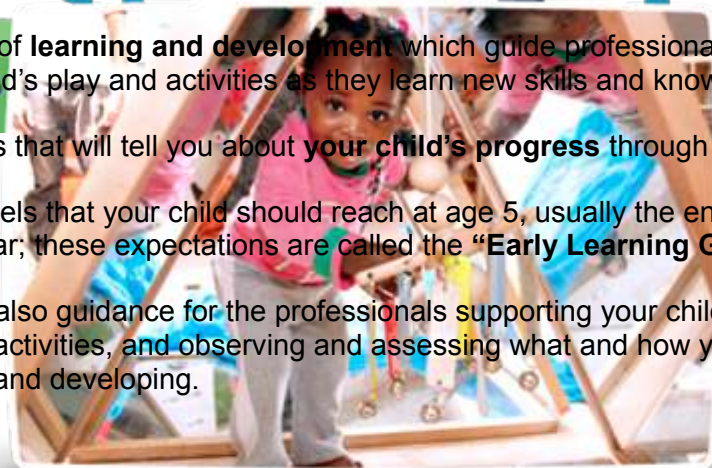 of learning and development which guide professiona
d's play and activities as they learn new skills and know
s that will tell you about your child's progress through
els that your child should reach at age 5, usually the en
ar; these expectations are called the “Early Learning G
also guidance for the professionals supporting your chil
activities, and observing and assessing what and how y
and developing.